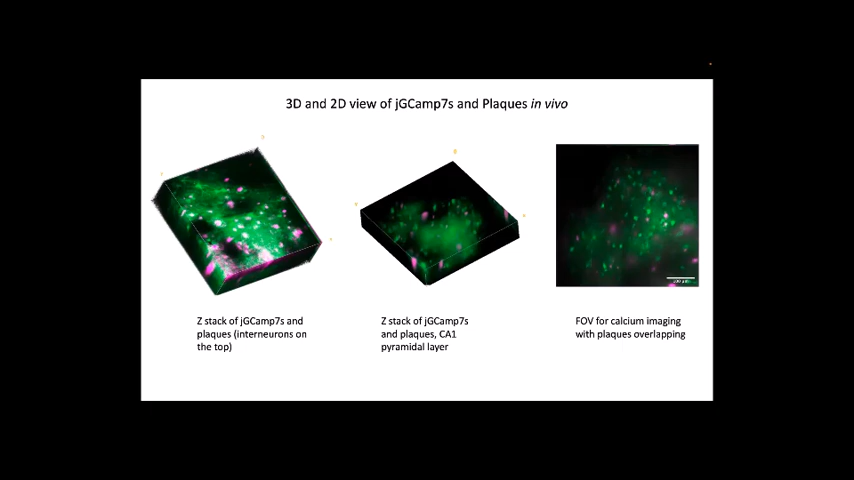 3D and 2D view of jGCamp7s and Plaques in vivo
Z stack of jGCamp7s and
plaques (interneurons on
the top)
Z stack of jGCamp7s
and plaques, CA1
pyramidal layer
FOV for calcium imaging
with plaques overlapping